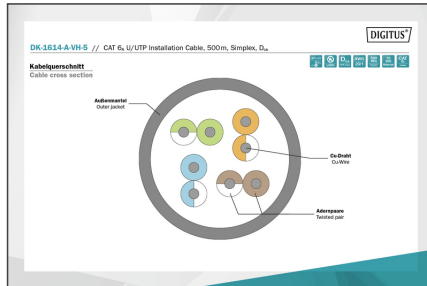 DIGITUS®
DK-1614-A-VH-5 // CAT 6A U/UTP Installation Cable, 500m, Simplex, Dca
Kabelquerschnitt
Cable cross section
Außenmantel
Outer jacket
Cu-Draht
Cu-Wire
Adernpaare
Twisted pair